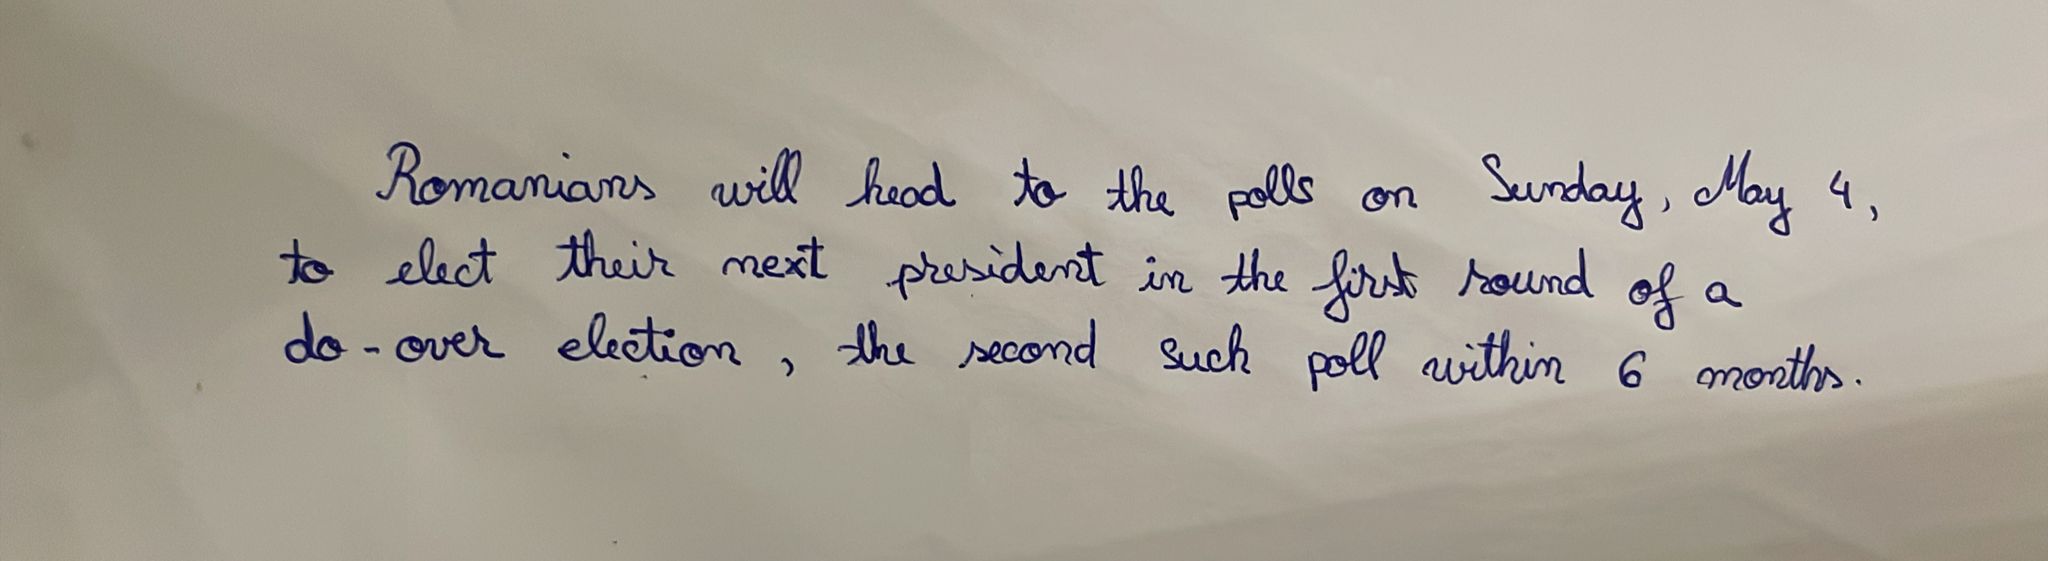 Romanians will head to the polls on Sunday, May 4,
to elect their next president in the first round of a
do-over election, the second such poll within 6 months.